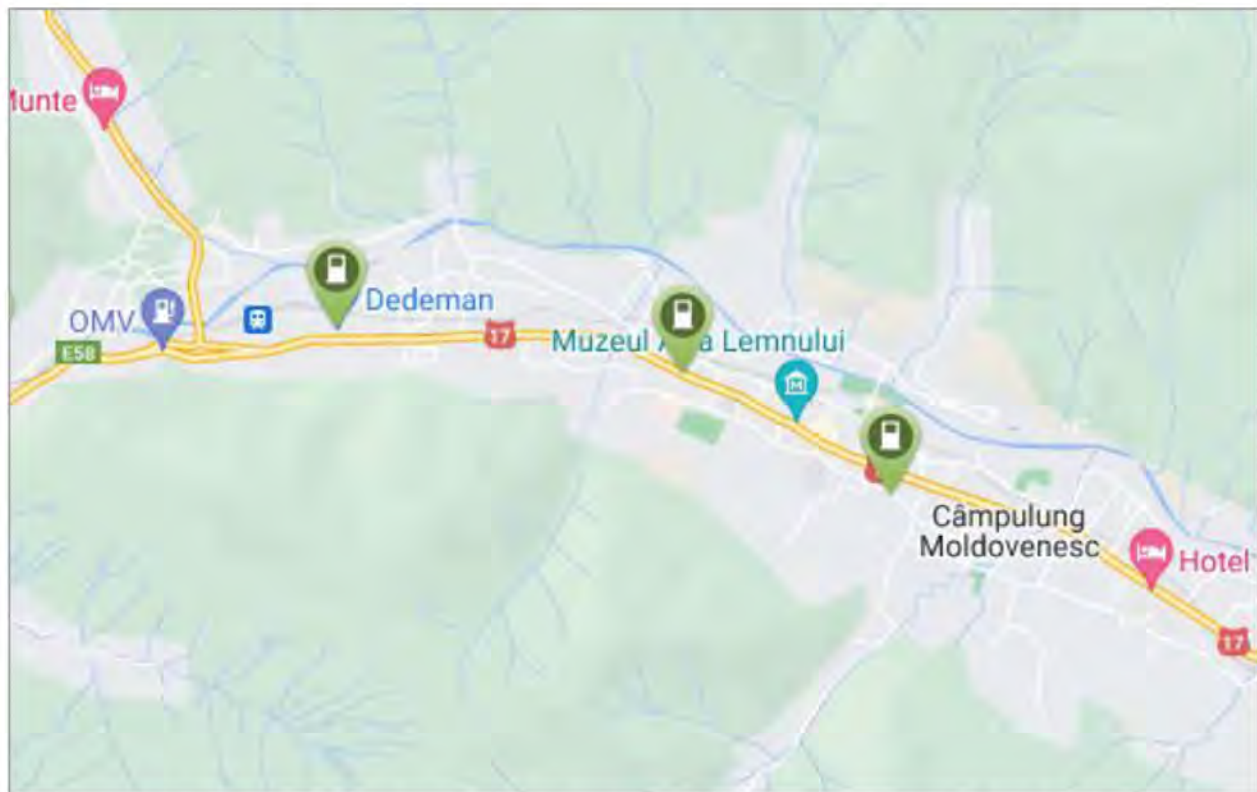 Munte
OMV
Dedeman
E58
17
Muzeul A a Lemnului
M
Câmpulung
Moldovenesc
Hotel
17